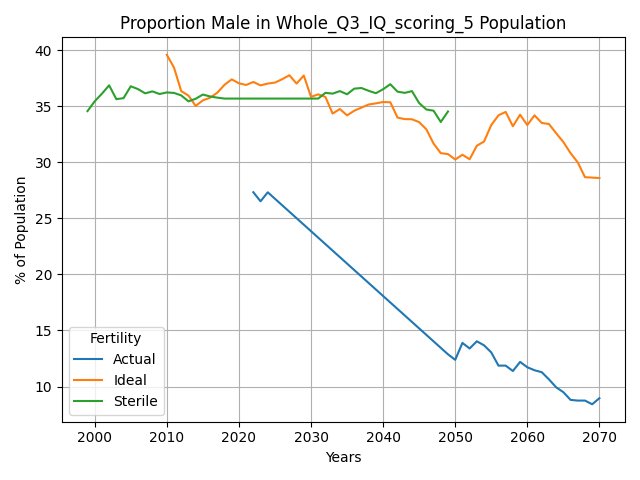 Proportion Male in Whole_Q3_IQ_scoring_5 Population
% of Population
40
35
30
25
20
15
10
Fertility
Actual
Ideal
Sterile
2000 2010 2020 2030 2040 2050 2060 2070
Years